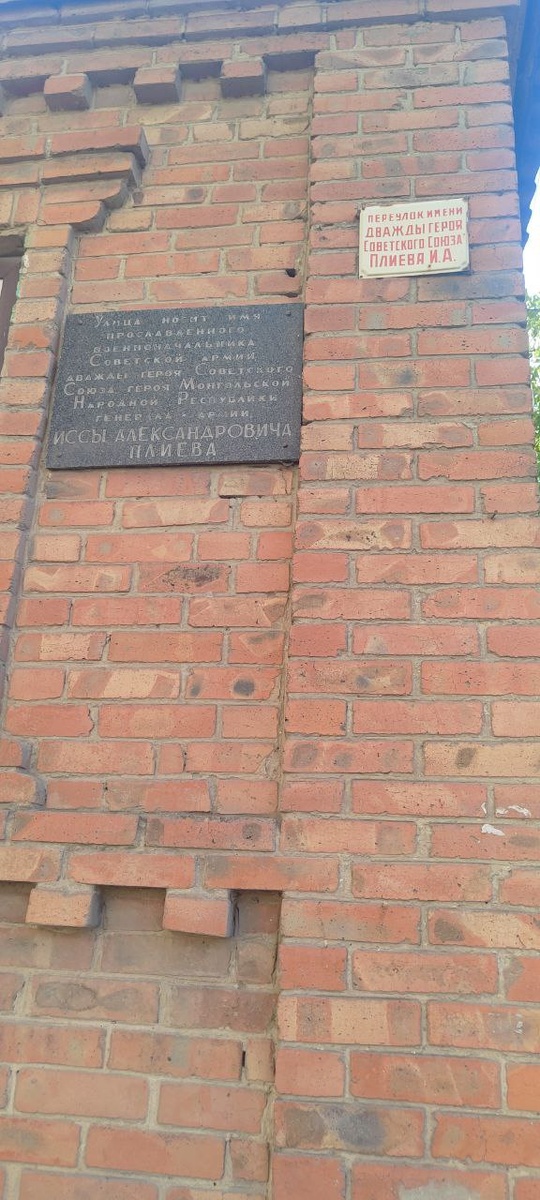 Улица носит имя
прославленного
военоначальника
Советской армии
дважды героя Советского
Союза героя Монгольской
Народной Республики
генерала армии
ИССЫ АЛЕКСАНДРОВИЧА
ПЛИЕВА
ПЕРЕУЛОК ИМЕНИ
ДВАЖДЫ ГЕРОЯ
СОВЕТСКОГО СОЮЗА
ПЛИЕВА И.А.